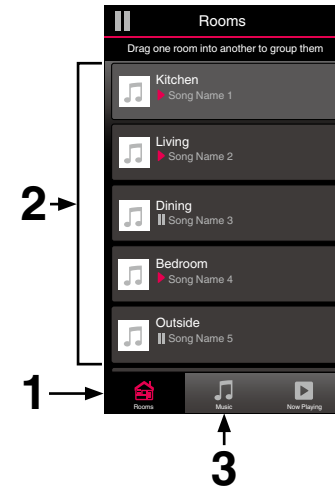 Rooms
Drag one room into another to group them
Kitchen
Song Name 1
Living
Song Name 2
Dining
Song Name 3
Bedroom
Song Name 4
Outside
Song Name 5
2
1
Rooms
Music
Now Playing
3